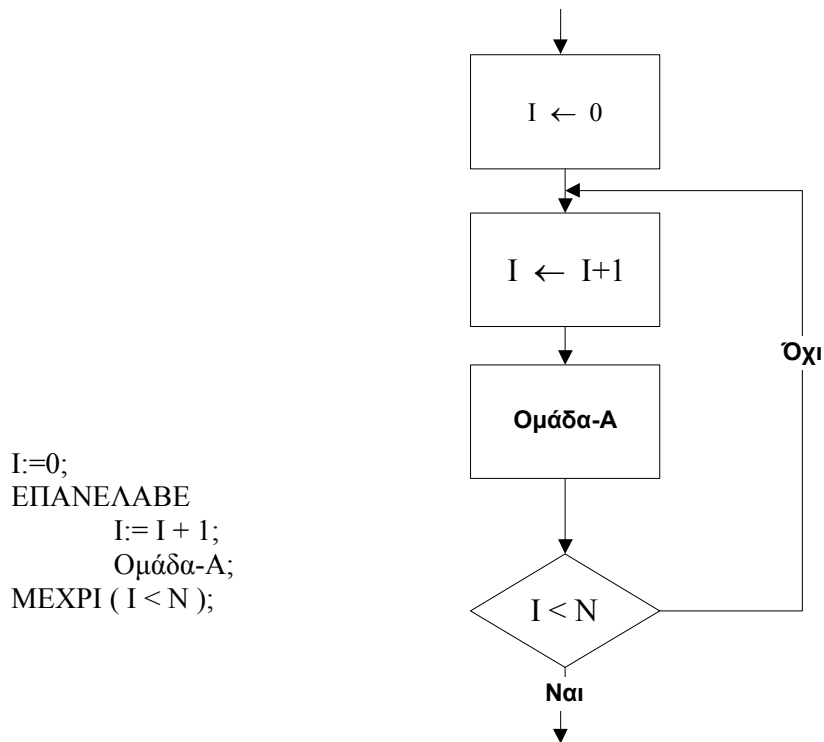 I:=0;
ΕΠΑΝΕΛΑΒΕ
I:= I + 1;
Ομάδα-Α;
ΜΕΧΡΙ ( I < N );
I ← 0
I ← I+1
Ομάδα-Α
I < N
Όχι
Ναι